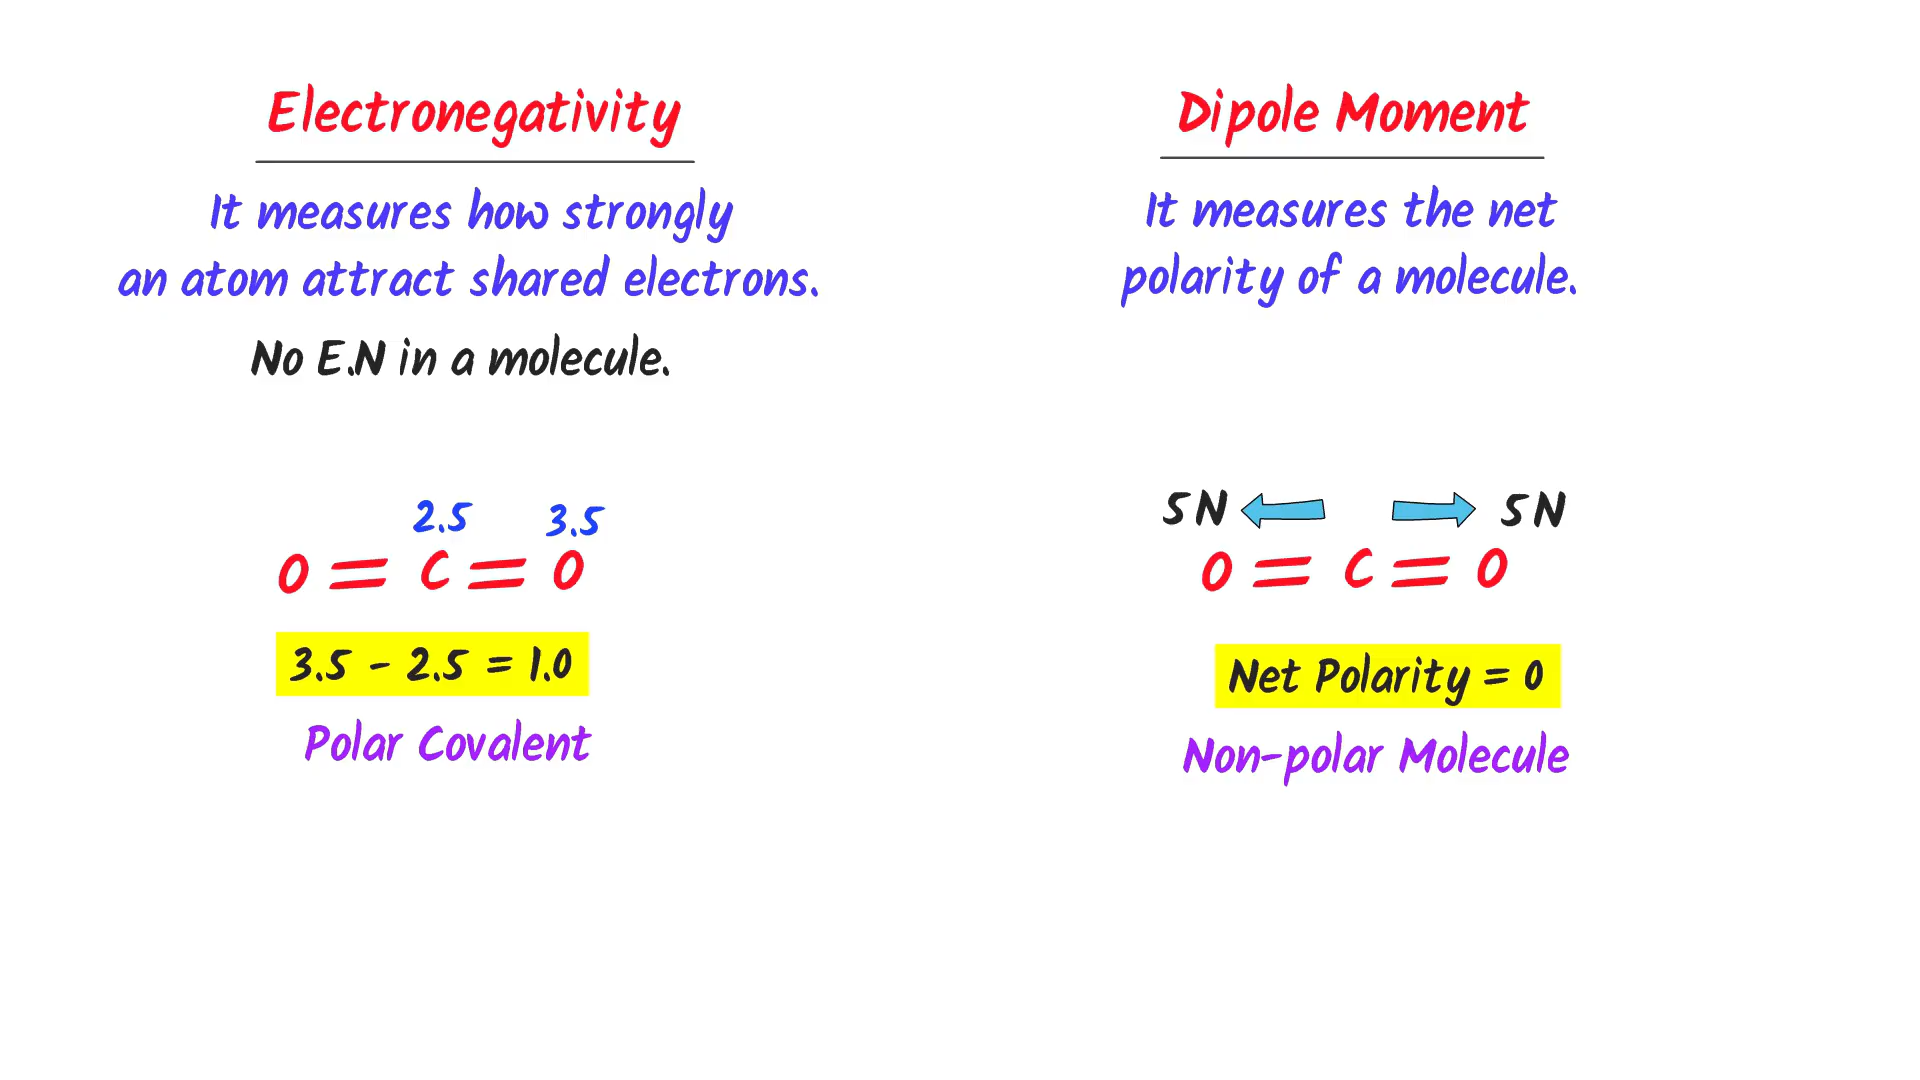 Electronegativity
It measures how strongly
an atom attract shared electrons.
No E.N in a molecule.
2.5 3.5
O = C = O
3.5 - 2.5 = 1.0
Polar Covalent
Dipole Moment
It measures the net
polarity of a molecule.
5N 5N
O = C = O
Net Polarity = 0
Non-polar Molecule